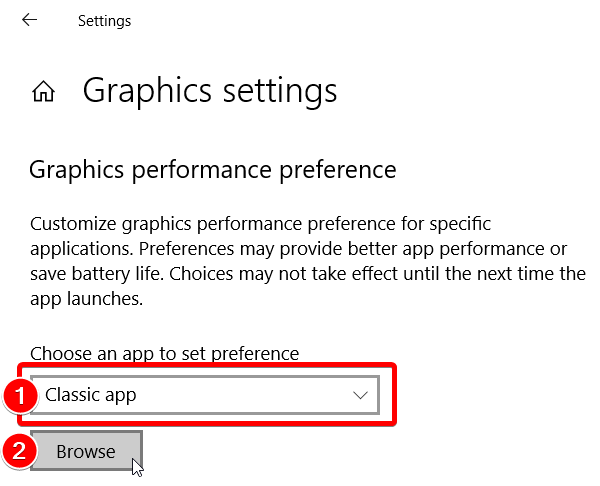 Settings
Graphics settings
Graphics performance preference
Customize graphics performance preference for specific
applications. Preferences may provide better app performance or
save battery life. Choices may not take effect until the next time the
app launches.
Choose an app to set preference
1 Classic app
2 Browse